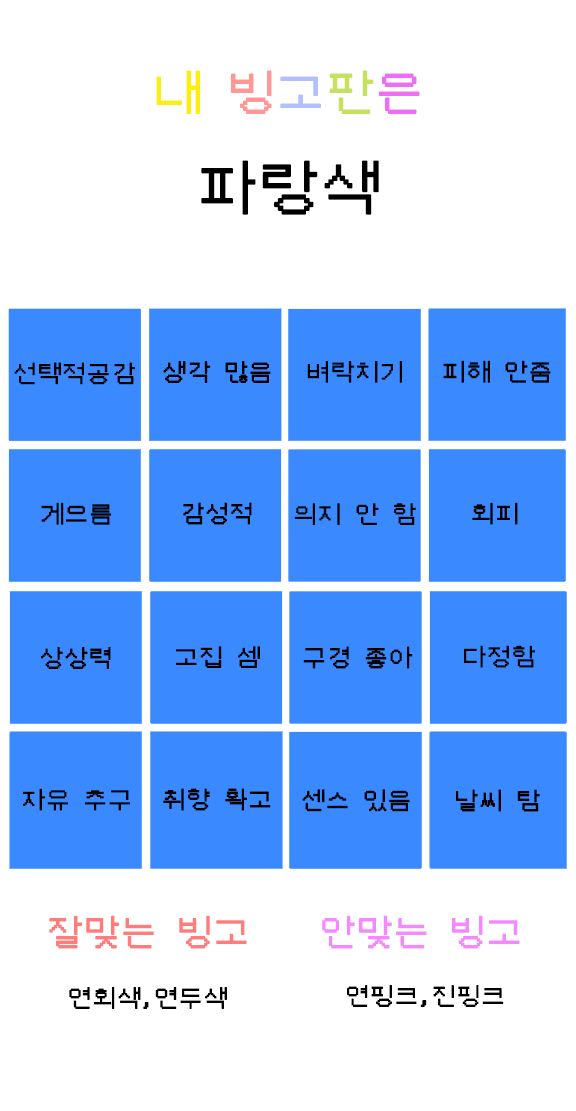 내 빙고판은
파랑색
선택적공감 생각 많음 벼락치기 피해 안줌
게으름 감성적 의지 안 함 회피
상상력 고집 셈 구경 좋아 다정함
자유 추구 취향 확고 센스 있음 날씨 탐
잘맞는 빙고 안맞는 빙고
연회색,연두색 연핑크,진핑크